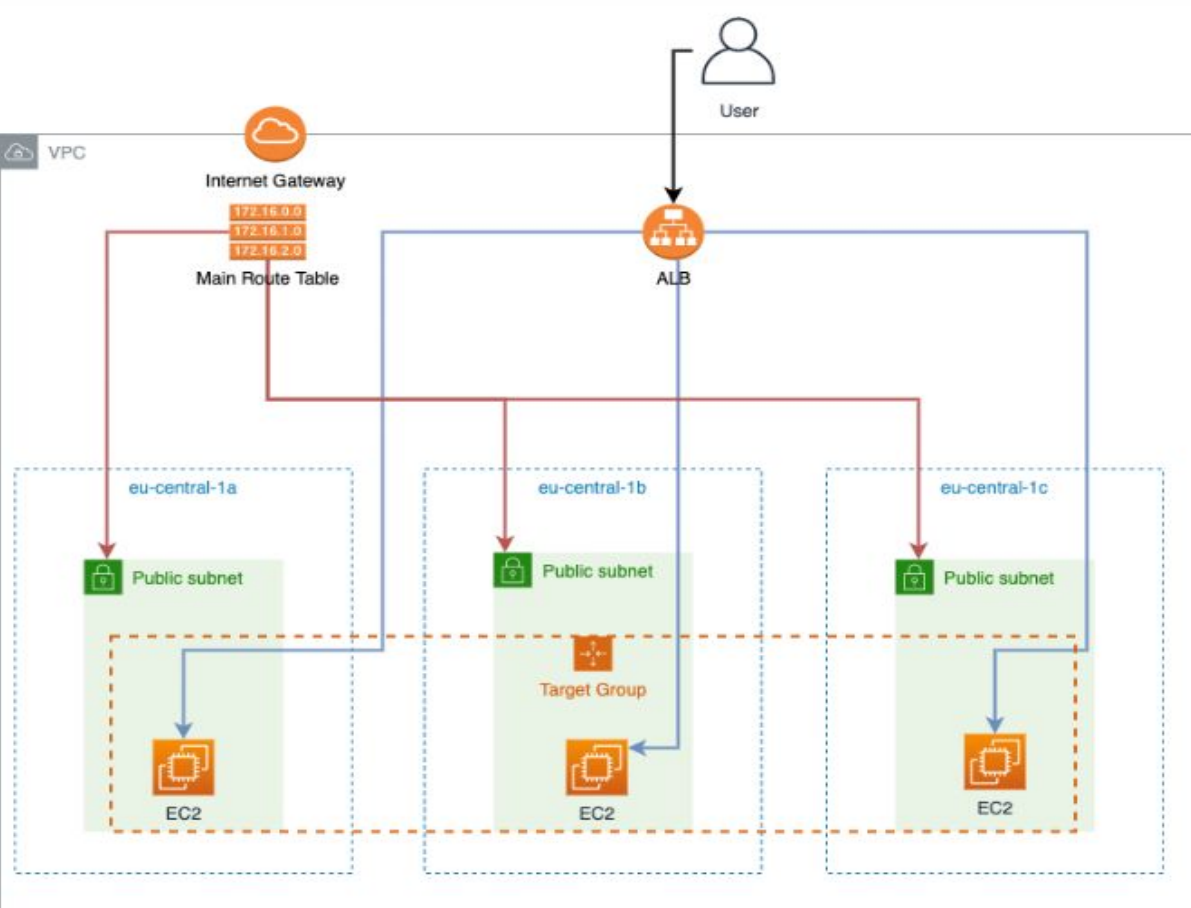 User
VPC
Internet Gateway
172.16.0.0
172.16.1.0
172.16.2.0
Main Route Table
ALB
eu-central-1a
eu-central-1b
eu-central-1c
Public subnet
Public subnet
Public subnet
Target Group
EC2
EC2
EC2